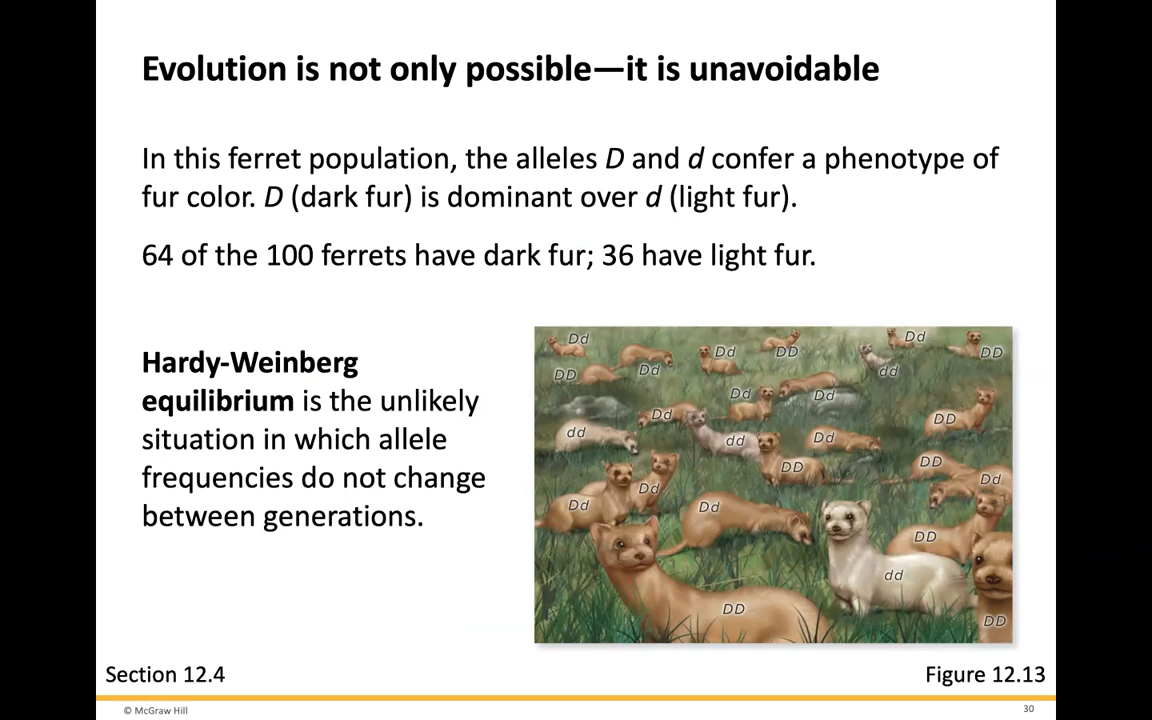 Evolution is not only possible—it is unavoidable
In this ferret population, the alleles D and d confer a phenotype of
fur color. D (dark fur) is dominant over d (light fur).
64 of the 100 ferrets have dark fur; 36 have light fur.
Hardy-Weinberg
equilibrium is the unlikely
situation in which allele
frequencies do not change
between generations.
Dd
Dd
DD
Dd
DD
DD
Dd
dd
Dd
Dd
Dd
DD
dd
dd
Dd
DD
DD
Dd
Dd
Dd
Dd
DD
dd
DD
DD
Section 12.4
Figure 12.13
© McGraw Hill
30